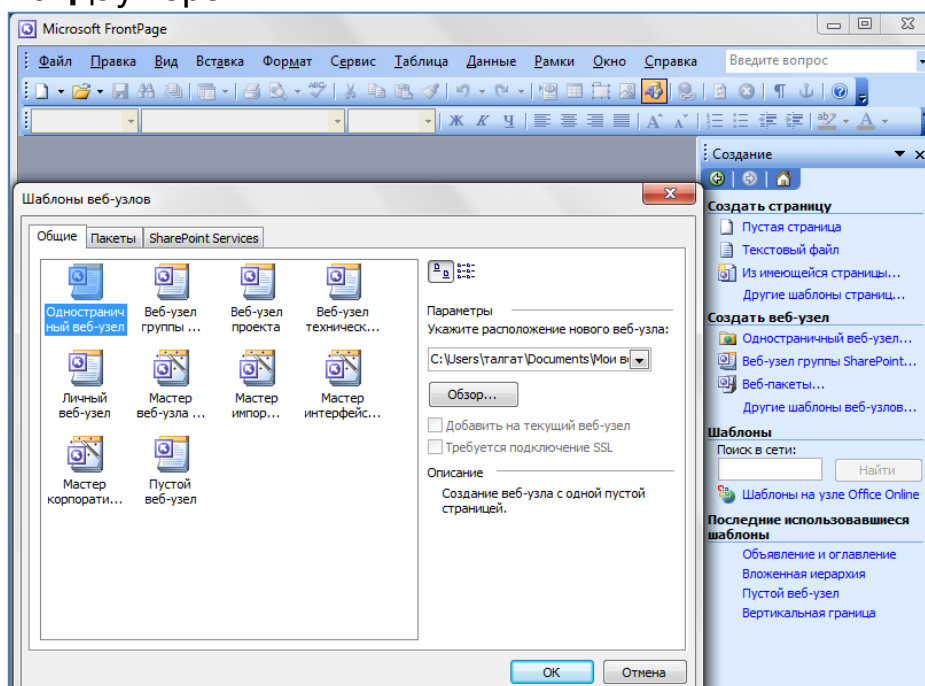 Microsoft FrontPage
Файл Правка Вид Вставка Формат Сервис Таблица Данные Рамки Окно Справка Введите вопрос
Ж К Ч
Создание
Шаблоны веб-узлов
Создать страницу
Общие Пакеты SharePoint Services
Пустая страница
Текстовый файл
Из имеющейся страницы...
Другие шаблоны страниц...
Создать веб-узел
Одностраничный веб-узел...
Веб-узел группы SharePoint...
Веб-пакеты...
Другие шаблоны веб-узлов...
Шаблоны
Поиск в сети:
Найти
Шаблоны на узле Office Online
Последние использовавшиеся
шаблоны
Объявление и оглавление
Вложенная иерархия
Пустой веб-узел
Вертикальная граница
Одностранич
ный веб-узел
Веб-узел
группы ...
Веб-узел
проекта
Веб-узел
техническ...
Личный
веб-узел
Мастер
веб-узла ...
Мастер
импор...
Мастер
интерфейс...
Мастер
корпорати...
Пустой
веб-узел
Параметры
Укажите расположение нового веб-узла:
C:\Users\талгат\Documents\Мои в
Обзор...
Добавить на текущий веб-узел
Требуется подключение SSL
Описание
Создание веб-узла с одной пустой
страницей.
ОК Отмена